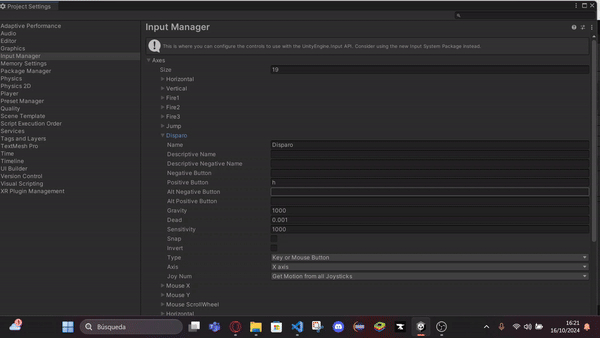 Project Settings
Adaptive Performance
Audio
Editor
Graphics
Input Manager
Memory Settings
Package Manager
Physics
Physics 2D
Player
Preset Manager
Quality
Scene Template
Script Execution Order
Services
Tags and Layers
TextMesh Pro
Time
Timeline
UI Builder
Version Control
Visual Scripting
XR Plugin Management
Input Manager
This is where you can configure the controls to use with the UnityEngine.Input API. Consider using the new Input System Package instead.
Axes
Size 19
Horizontal
Vertical
Fire1
Fire2
Fire3
Jump
Disparo
Name Disparo
Descriptive Name
Descriptive Negative Name
Negative Button
Positive Button h
Alt Negative Button
Alt Positive Button
Gravity 1000
Dead 0.001
Sensitivity 1000
Snap
Invert
Type Key or Mouse Button
Axis X axis
Joy Num Get Motion from all Joysticks
Mouse X
Mouse Y
Mouse ScrollWheel
Horizontal
Búsqueda
16:21
16/10/2024